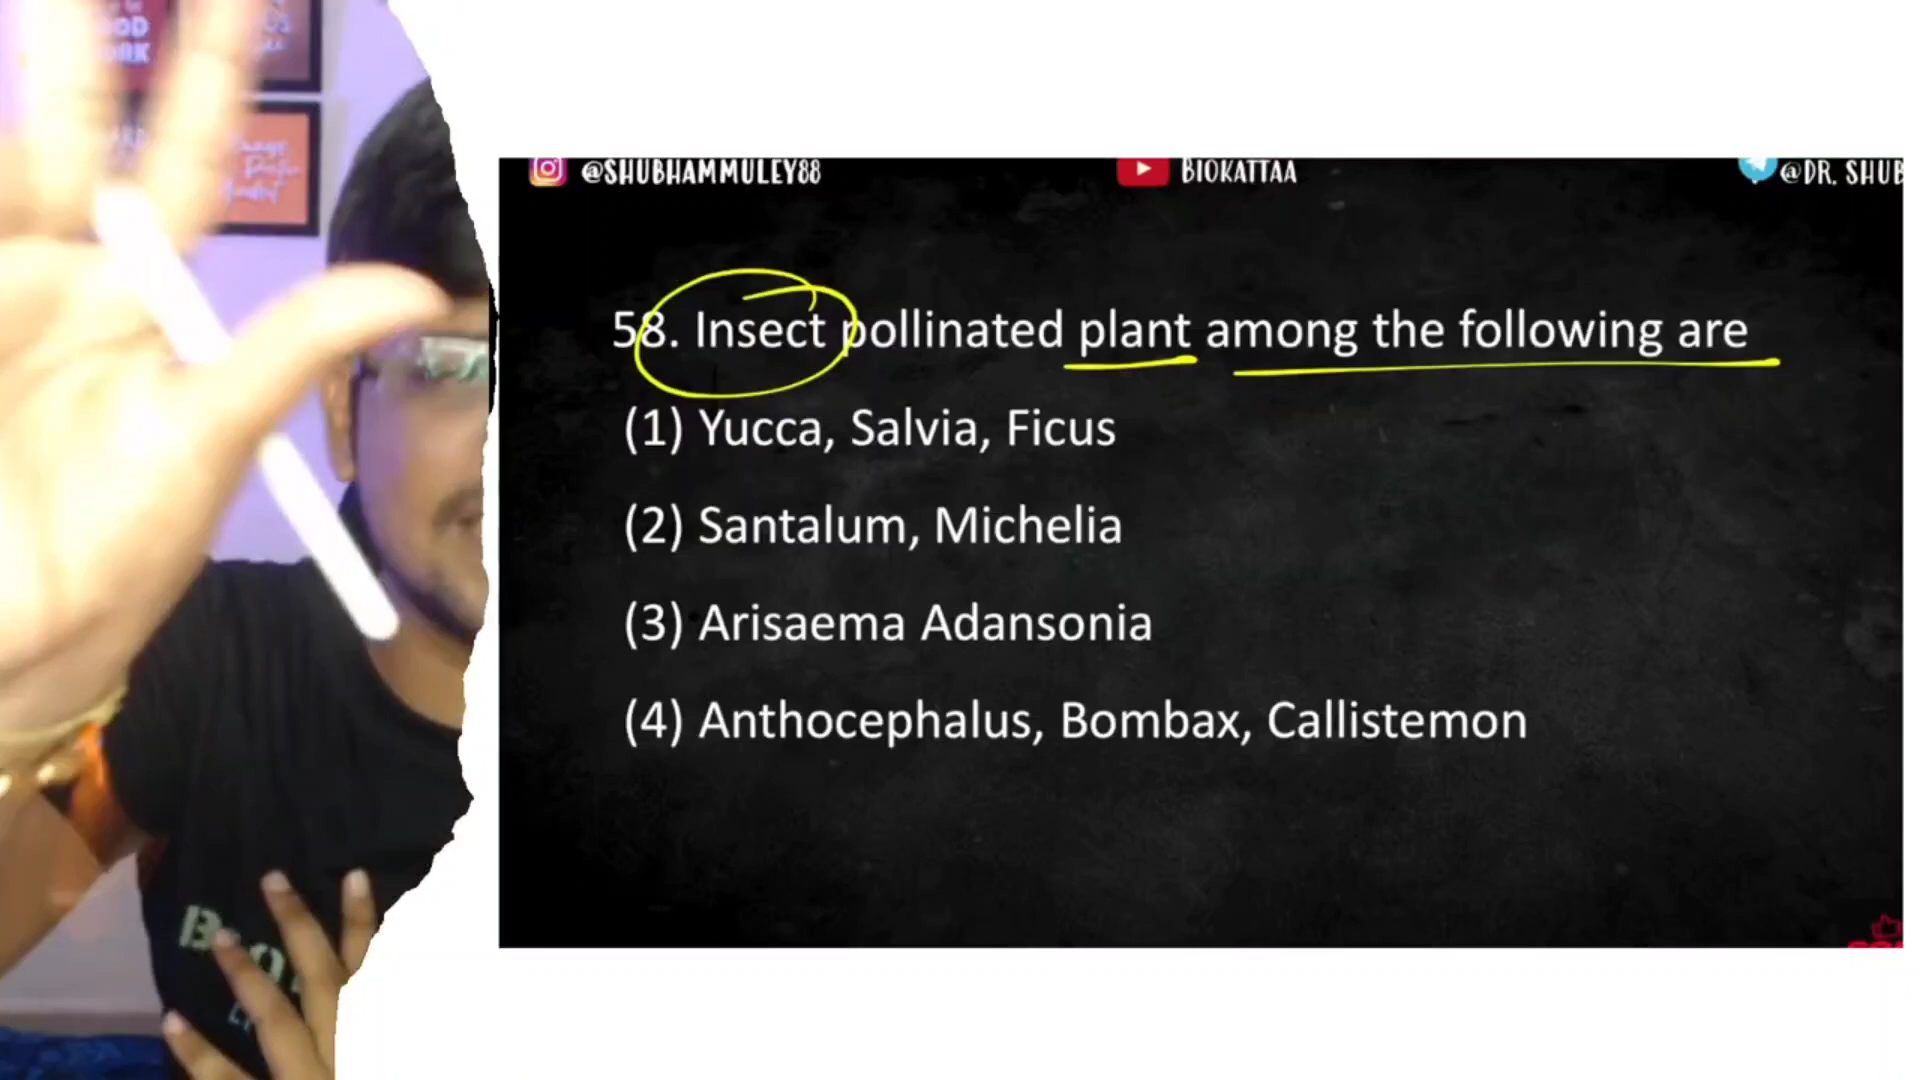 @SHUBHAMMULEY88
BIOKATTAA
@DR. SHUB
58. Insect pollinated plant among the following are
(1) Yucca, Salvia, Ficus
(2) Santalum, Michelia
(3) Arisaema Adansonia
(4) Anthocephalus, Bombax, Callistemon